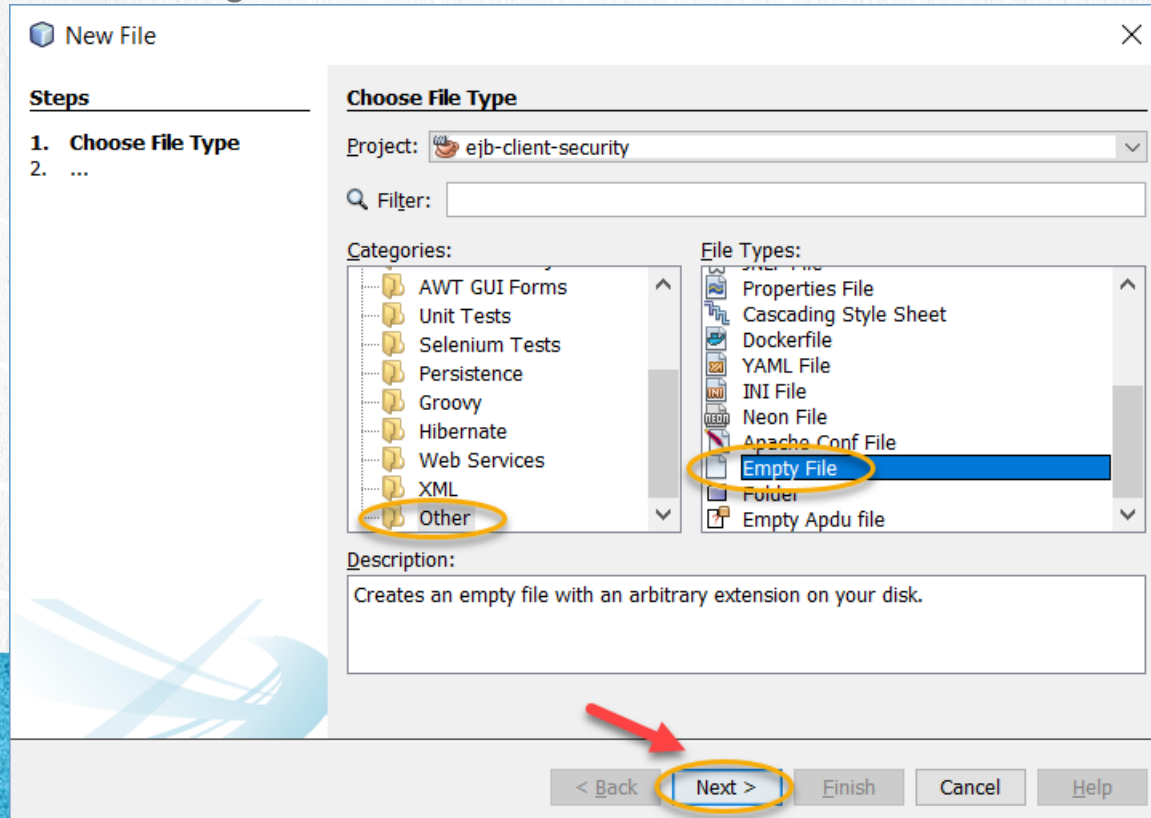 New File
Steps
1. Choose File Type
2. ...
Choose File Type
Project: ejb-client-security
Filter:
Categories:
AWT GUI Forms
Unit Tests
Selenium Tests
Persistence
Groovy
Hibernate
Web Services
XML
Other
File Types:
Properties File
Cascading Style Sheet
Dockerfile
YAML File
INI File
Neon File
Apache Conf File
Empty File
Folder
Empty Apdu file
Description:
Creates an empty file with an arbitrary extension on your disk.
< Back
Next >
Finish
Cancel
Help